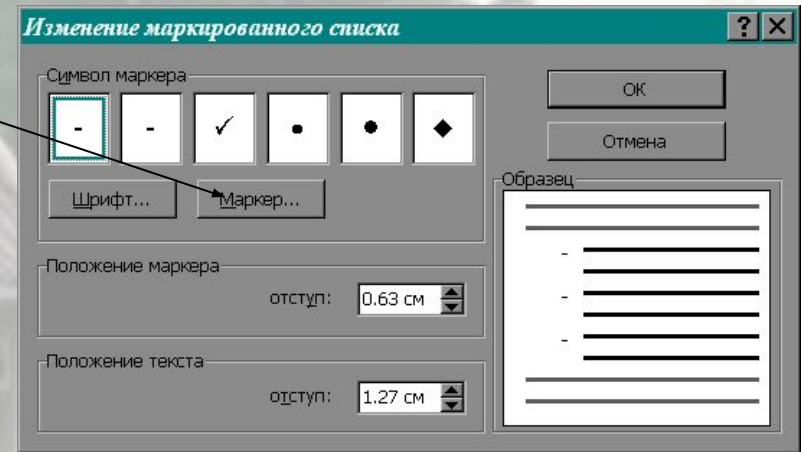 Изменение маркированного списка
Символ маркера
Шрифт...
Маркер...
Положение маркера
отступ: 0.63 см
Положение текста
отступ: 1.27 см
ОК
Отмена
Образец